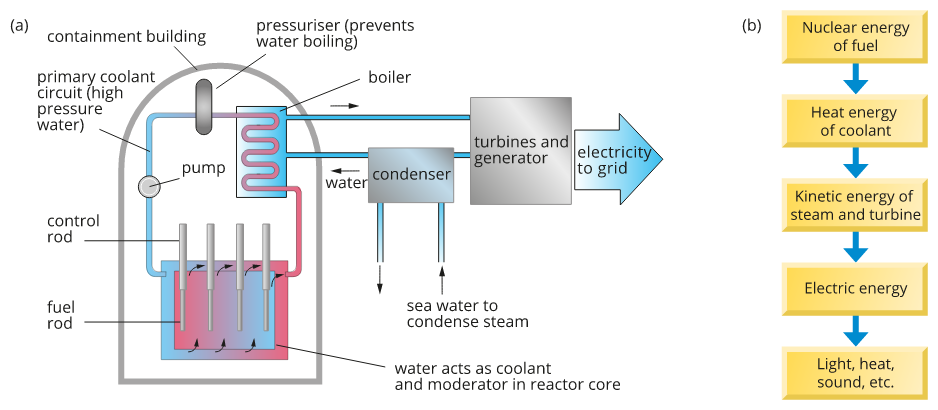 (a)
containment building
pressuriser (prevents
water boiling)
primary coolant
circuit (high
pressure
water)
boiler
pump
turbines and
generator
electricity
to grid
water
condenser
control
rod
fuel
rod
sea water to
condense steam
water acts as coolant
and moderator in reactor core
(b)
Nuclear energy
of fuel
Heat energy
of coolant
Kinetic energy of
steam and turbine
Electric energy
Light, heat,
sound, etc.